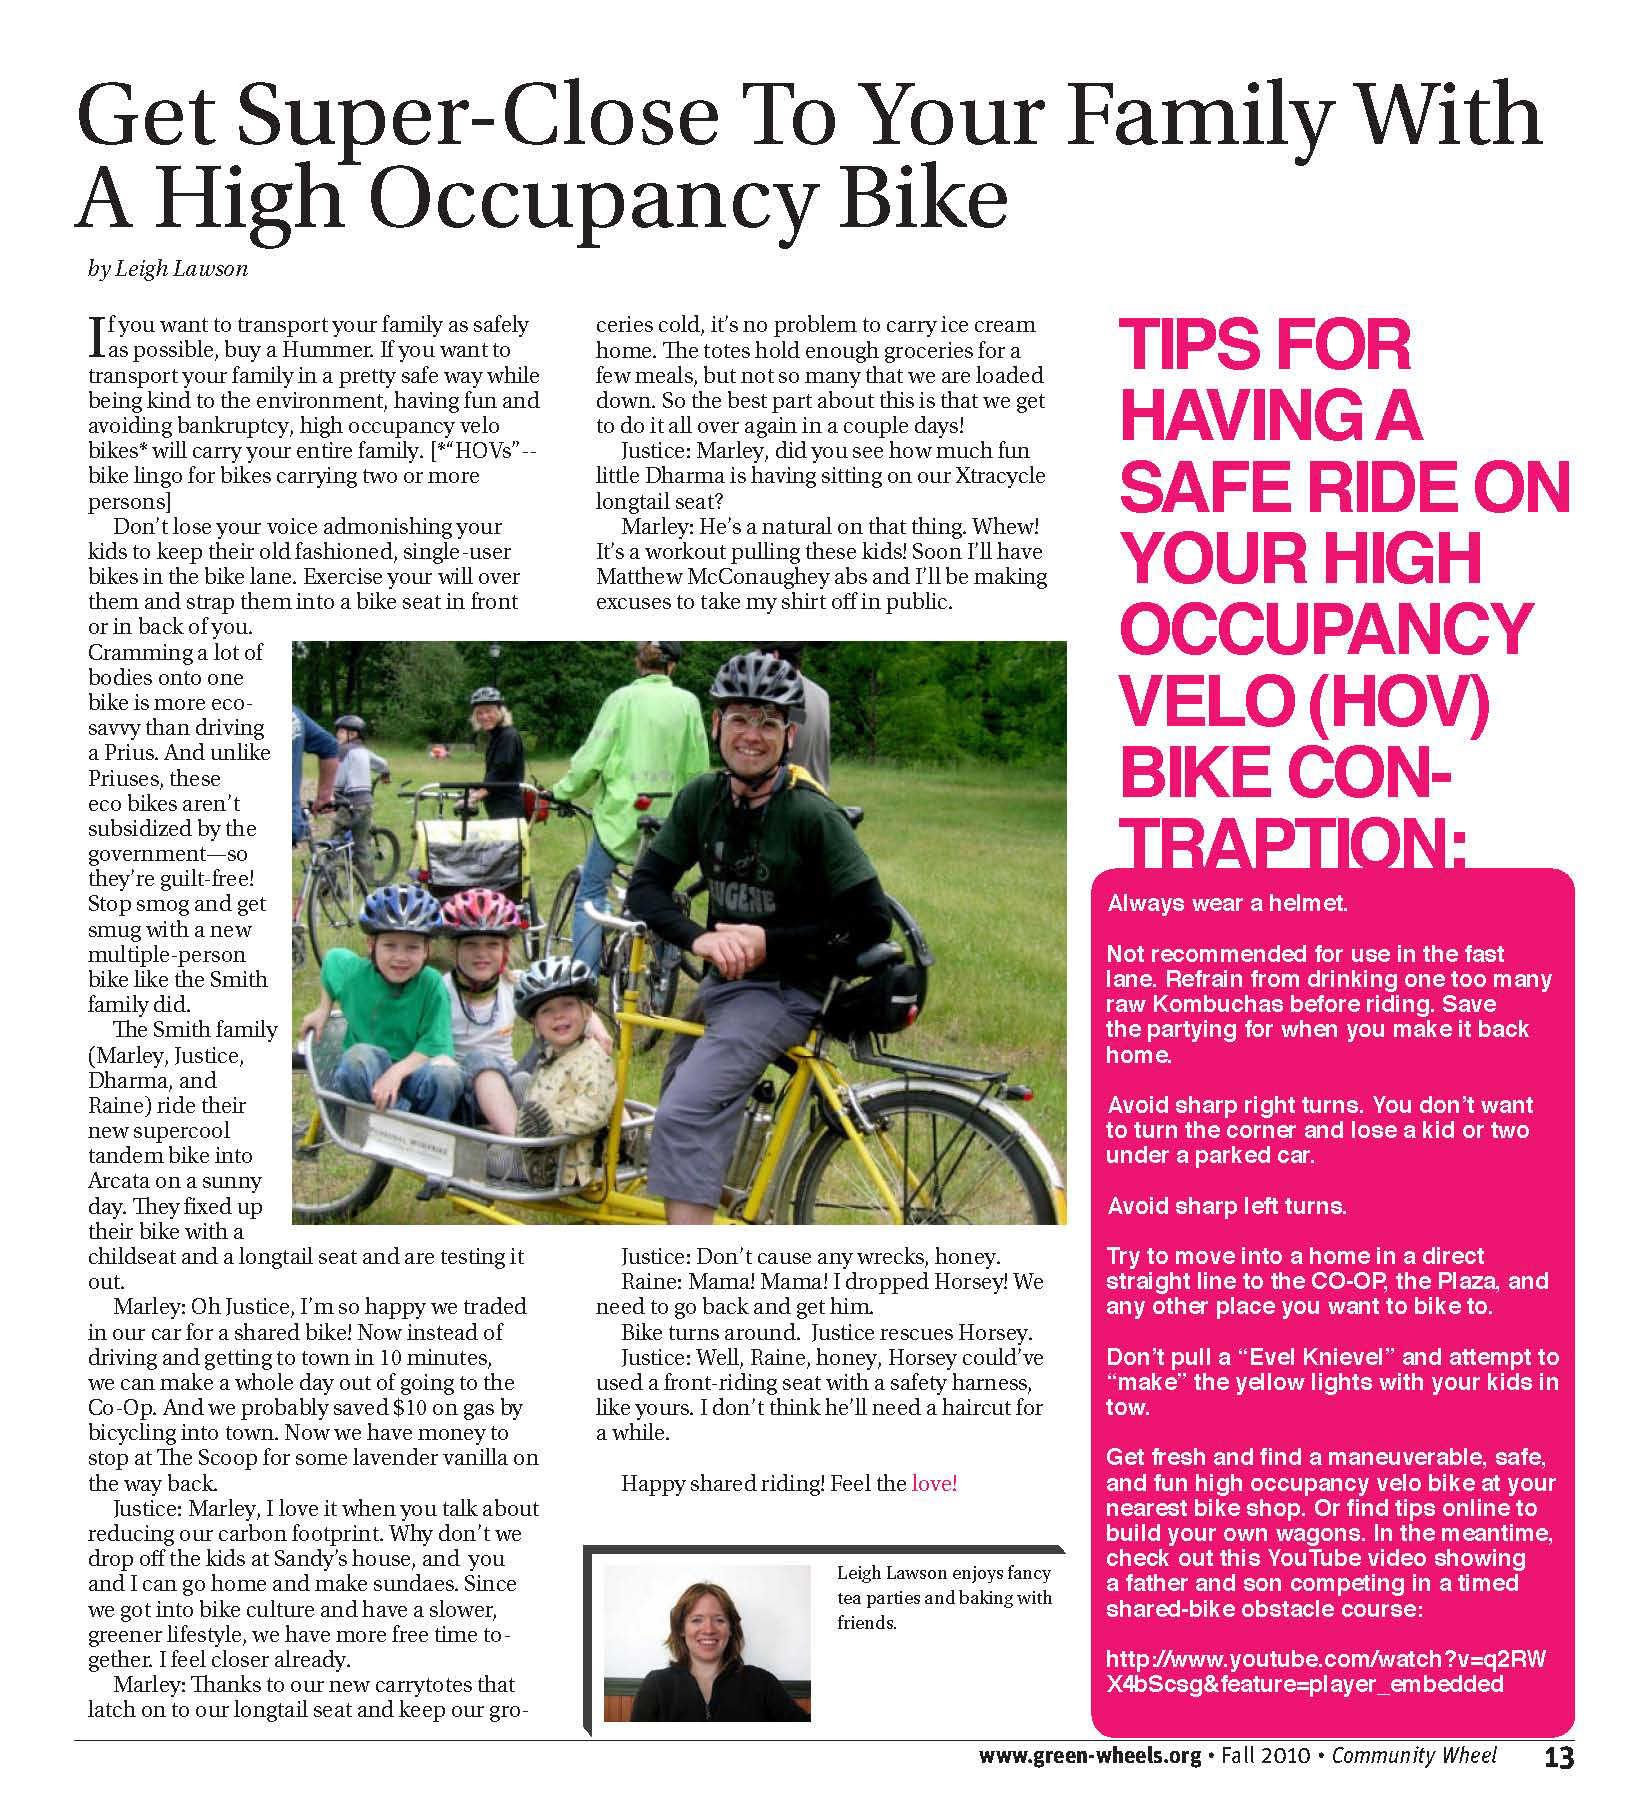 Get Super-Close To Your Family With
A High Occupancy Bike
by Leigh Lawson
If you want to transport your family as safely
as possible, buy a Hummer. If you want to
transport your family in a pretty safe way while
being kind to the environment, having fun and
avoiding bankruptcy, high occupancy velo
bikes* will carry your entire family. [*“HOVs”--
bike lingo for bikes carrying two or more
persons]
Don’t lose your voice admonishing your
kids to keep their old fashioned, single-user
bikes in the bike lane. Exercise your will over
them and strap them into a bike seat in front
or in back of you.
Cramming a lot of
bodies onto one
bike is more eco-
savvy than driving
a Prius. And unlike
Priuses, these
eco bikes aren’t
subsidized by the
government—so
they’re guilt-free!
Stop smog and get
smug with a new
multiple-person
bike like the Smith
family did.
The Smith family
(Marley, Justice,
Dharma, and
Raine) ride their
new supercool
tandem bike into
Arcata on a sunny
day. They fixed up
their bike with a
childseat and a longtail seat and are testing it
out.
Marley: Oh Justice, I’m so happy we traded
in our car for a shared bike! Now instead of
driving and getting to town in 10 minutes,
we can make a whole day out of going to the
Co-Op. And we probably saved $10 on gas by
bicycling into town. Now we have money to
stop at The Scoop for some lavender vanilla on
the way back.
Justice: Marley, I love it when you talk about
reducing our carbon footprint. Why don’t we
drop off the kids at Sandy’s house, and you
and I can go home and make sundaes. Since
we got into bike culture and have a slower,
greener lifestyle, we have more free time to-
gether. I feel closer already.
Marley: Thanks to our new carrytotes that
latch on to our longtail seat and keep our gro-
ceries cold, it’s no problem to carry ice cream
home. The totes hold enough groceries for a
few meals, but not so many that we are loaded
down. So the best part about this is that we get
to do it all over again in a couple days!
Justice: Marley, did you see how much fun
little Dharma is having sitting on our Xtracycle
longtail seat?
Marley: He’s a natural on that thing. Whew!
It’s a workout pulling these kids! Soon I’ll have
Matthew McConaughey abs and I’ll be making
excuses to take my shirt off in public.
EUGENE
Justice: Don’t cause any wrecks, honey.
Raine: Mama! Mama! I dropped Horsey! We
need to go back and get him.
Bike turns around. Justice rescues Horsey.
Justice: Well, Raine, honey, Horsey could’ve
used a front-riding seat with a safety harness,
like yours. I don’t think he’ll need a haircut for
a while.
Happy shared riding! Feel the love!
Leigh Lawson enjoys fancy
tea parties and baking with
friends.
TIPS FOR
HAVING A
SAFE RIDE ON
YOUR HIGH
OCCUPANCY
VELO (HOV)
BIKE CON-
TRAPTION:
Always wear a helmet.
Not recommended for use in the fast
lane. Refrain from drinking one too many
raw Kombuchas before riding. Save
the partying for when you make it back
home.
Avoid sharp right turns. You don’t want
to turn the corner and lose a kid or two
under a parked car.
Avoid sharp left turns.
Try to move into a home in a direct
straight line to the CO-OP, the Plaza, and
any other place you want to bike to.
Don’t pull a “Evel Knievel” and attempt to
“make” the yellow lights with your kids in
tow.
Get fresh and find a maneuverable, safe,
and fun high occupancy velo bike at your
nearest bike shop. Or find tips online to
build your own wagons. In the meantime,
check out this YouTube video showing
a father and son competing in a timed
shared-bike obstacle course:
http://www.youtube.com/watch?v=q2RW
X4bScsg&feature=player_embedded
www.green-wheels.org • Fall 2010 • Community Wheel 13